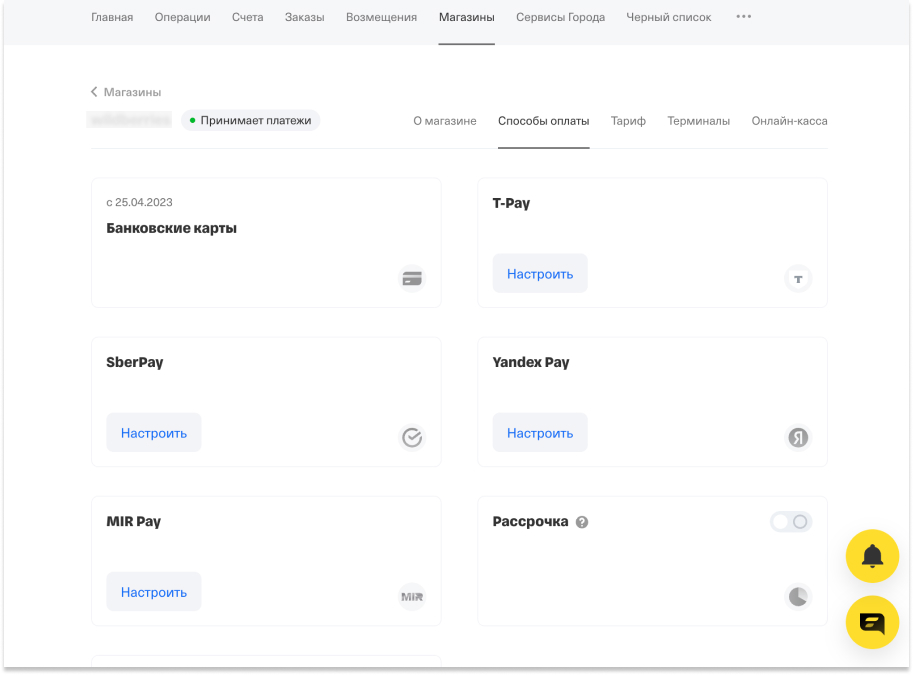 Главная Операции Счета Заказы Возмещения Магазины Сервисы Города Черный список
Магазины
Принимает платежи О магазине Способы оплаты Тариф Терминалы Онлайн-касса
с 25.04.2023
Банковские карты
T-Pay
Настроить
T
SberPay
Настроить
Yandex Pay
Настроить
Я
MIR Pay
Настроить
MIR
Рассрочка ?